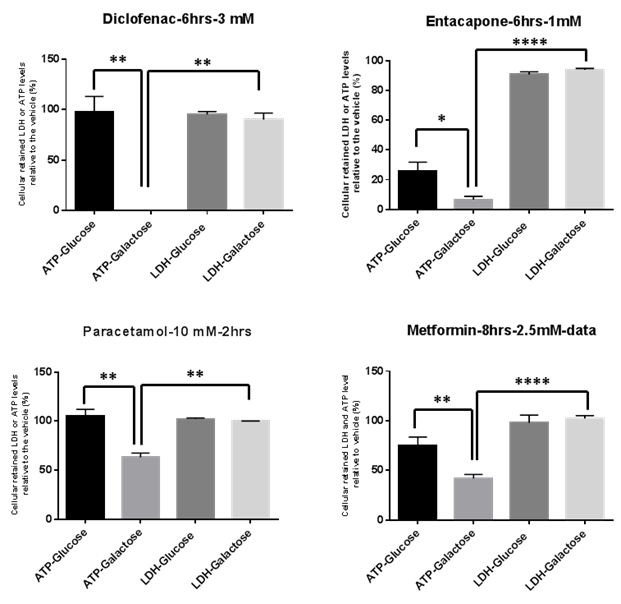 Diclofenac-6hrs-3 mM
Cellular retained LDH or ATP levels
relative to the vehicle (%)
150
100
50
0
**
**
ATP-Glucose
ATP-Galactose
LDH-Glucose
LDH-Galactose
Entacapone-6hrs-1mM
Cellular retained LDH or ATP levels
relative to the vehicle (%)
100
80
60
40
20
0
*
****
ATP-Glucose
ATP-Galactose
LDH-Glucose
LDH-Galactose
Paracetamol-10 mM-2hrs
Cellular retained LDH or ATP levels
relative to the vehicle (%)
150
100
50
0
**
**
ATP-Glucose
ATP-Galactose
LDH-Glucose
LDH-Galactose
Metformin-8hrs-2.5mM-data
Cellular retained LDH and ATP level
relative to vehicle (%)
150
100
50
0
**
****
ATP-Glucose
ATP-Galactose
LDH-Glucose
LDH-Galactose